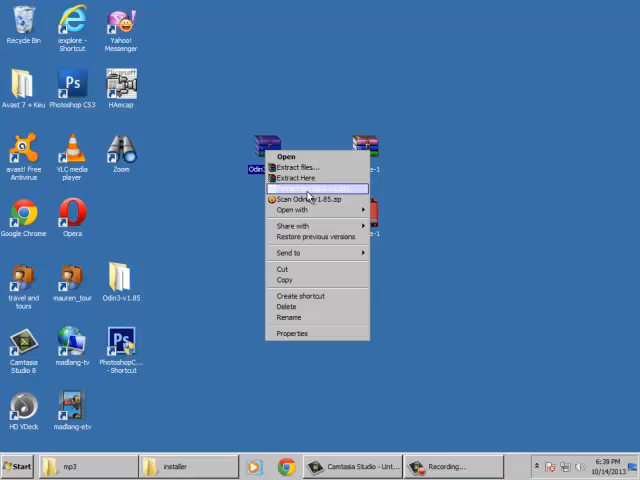 Recycle Bin
iexplore -
Shortcut
Yahoo!
Messenger
Avast 7 + Keu
Photoshop CS3
HAmcap
avast! Free
Antivirus
VLC media
player
Zoom
Google Chrome
Opera
travel and
tours
mauren_tour
Odin3-v1.85
Camtasia
Studio 8
madlang-tv
PhotoshopC...
- Shortcut
HD VDeck
madlang-etv
Open
Extract files...
Extract Here
Scan Odin3-v1.85.zip
Open with
Share with
Restore previous versions
Send to
Cut
Copy
Create shortcut
Delete
Rename
Properties
Start
mp3
installer
Camtasia Studio - Unt...
Recording...
6:39 PM
10/14/2013